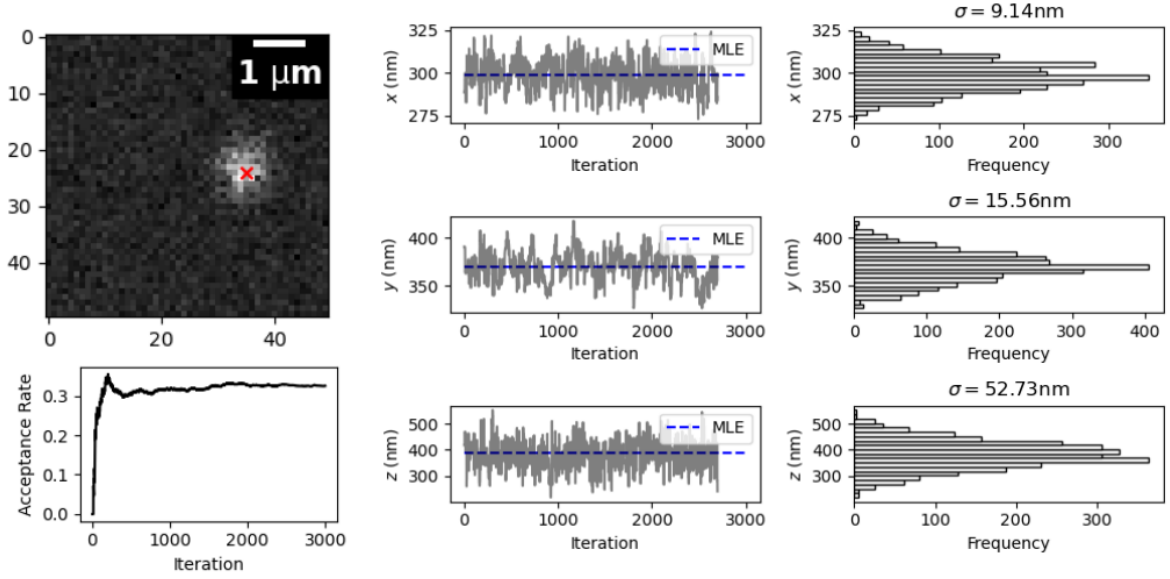 0
10
20
30
40
0 20 40
1 μm
Acceptance Rate
0.3
0.2
0.1
0.0
0 1000 2000 3000
Iteration
x (nm)
325
300
275
0 1000 2000 3000
Iteration
MLE
σ = 9.14nm
x (nm)
325
300
275
0 100 200 300
Frequency
y (nm)
400
350
0 1000 2000 3000
Iteration
MLE
σ = 15.56nm
y (nm)
400
350
0 100 200 300 400
Frequency
z (nm)
500
400
300
0 1000 2000 3000
Iteration
MLE
σ = 52.73nm
z (nm)
500
400
300
0 100 200 300
Frequency